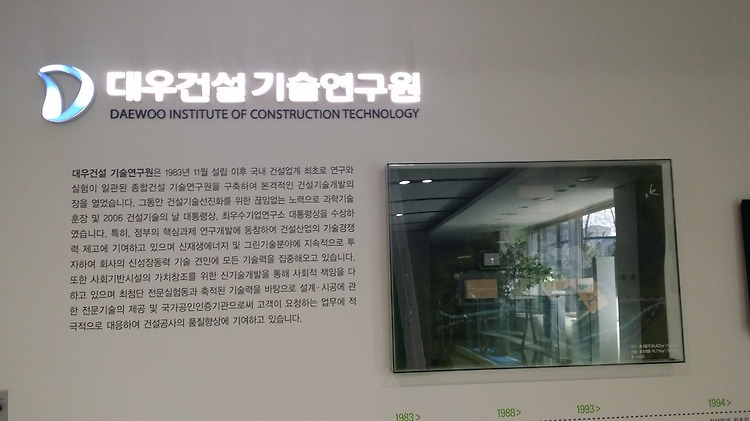 대우건설 기술연구원
DAEWOO INSTITUTE OF CONSTRUCTION TECHNOLOGY
대우건설 기술연구원은 1983년 11월 설립 이후 국내 건설업계 최초로 연구와
실험이 일관된 종합건설 기술연구원을 구축하여 본격적인 건설기술개발의
장을 열었습니다. 그동안 건설기술선진화를 위한 끊임없는 노력으로 과학기술
훈장 및 2006 건설기술의 날 대통령상, 최우수기업연구소 대통령상을 수상하
였습니다. 특히, 정부의 핵심과제 연구개발에 동참하여 건설산업의 기술경쟁
력 제고에 기여하고 있으며 신재생에너지 및 그린기술분야에 지속적으로 투
자하여 회사의 신성장동력 기술 견인에 모든 기술력을 집중해오고 있습니다.
또한 사회기반시설의 가치창조를 위한 신기술개발을 통해 사회적 책임을 다
하고 있으며 최첨단 전문실험동과 축적된 기술력을 바탕으로 설계·시공에 관
한 전문기술의 제공 및 국가공인인증기관으로써 고객이 요청하는 업무에 적
극적으로 대응하여 건설공사의 품질향상에 기여하고 있습니다.
1983>
1988>
1993>
1994>